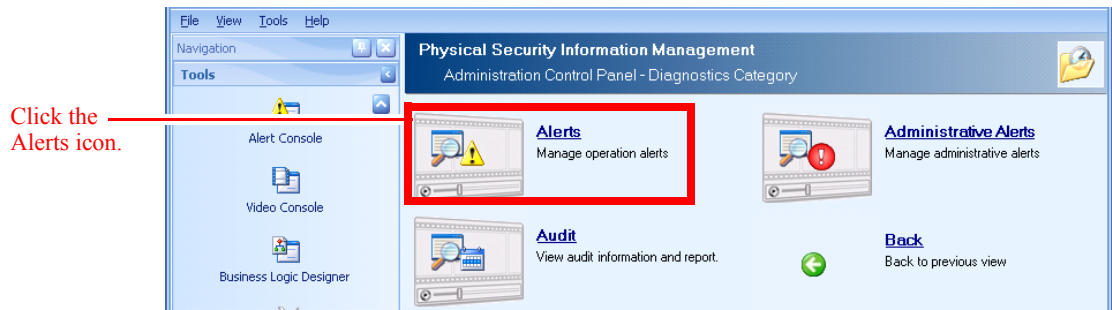 File View Tools Help
Navigation
Tools
Alert Console
Video Console
Business Logic Designer
Physical Security Information Management
Administration Control Panel - Diagnostics Category
Click the
Alerts icon.
Alerts
Manage operation alerts
Administrative Alerts
Manage administrative alerts
Audit
View audit information and report.
Back
Back to previous view